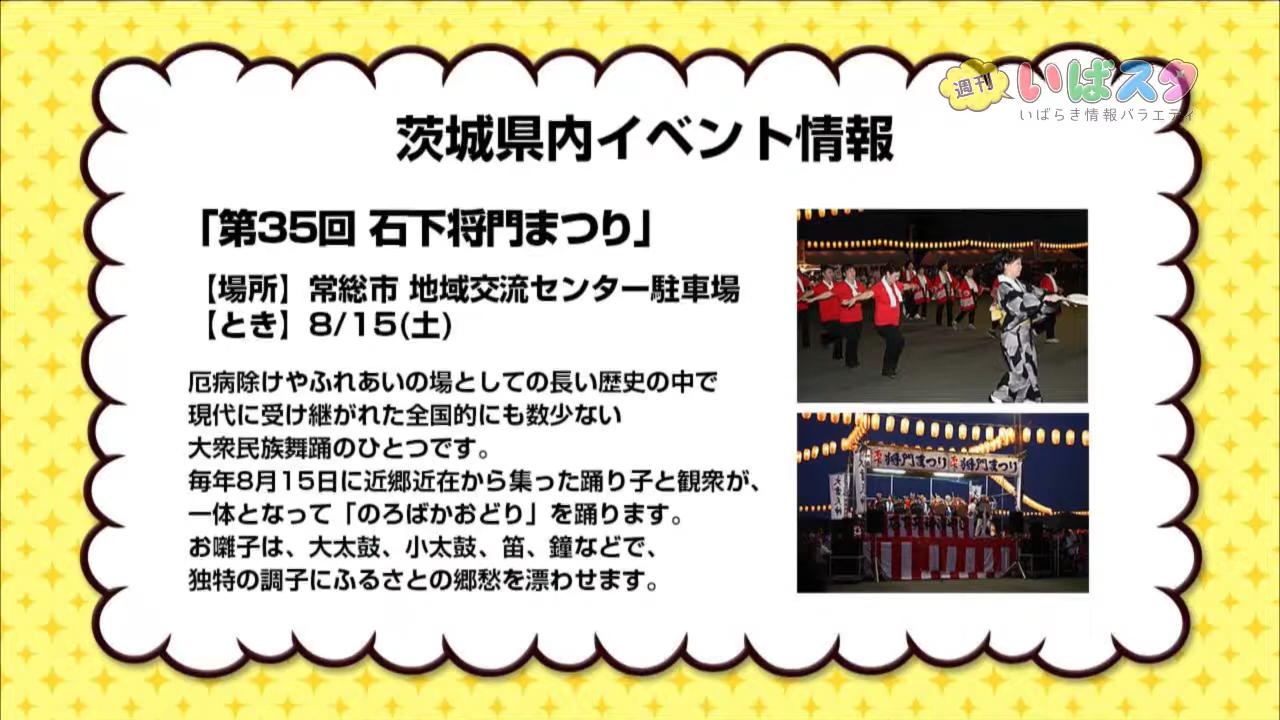 週刊 いばスタ
いばらき情報バラエティ
茨城県内イベント情報
「第35回 石下将門まつり」
【場所】常総市 地域交流センター駐車場
【とき】8/15(土)
厄病除けやふれあいの場としての長い歴史の中で
現代に受け継がれた全国的にも数少ない
大衆民族舞踊のひとつです。
毎年8月15日に近郷近在から集った踊り子と観衆が、
一体となって「のろばかおどり」を踊ります。
お囃子は、大太鼓、小太鼓、笛、鐘などで、
独特の調子にふるさとの郷愁を漂わせます。
将門まつり 将門まつり